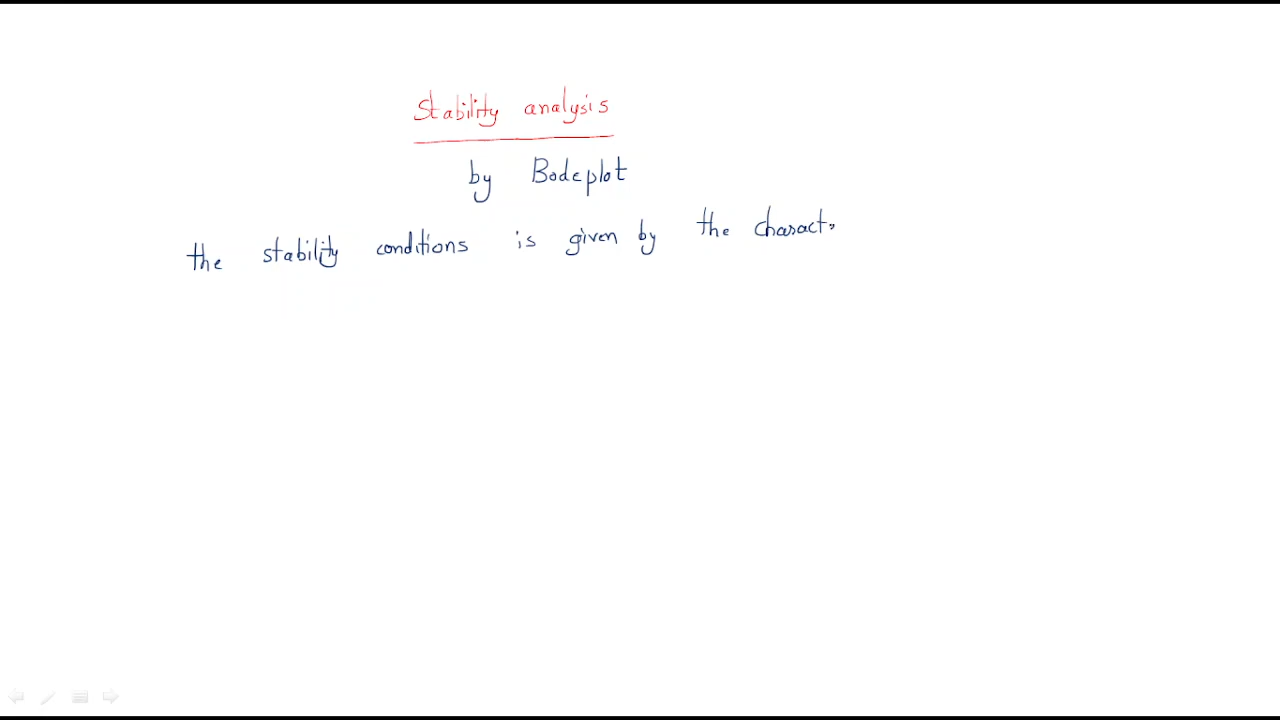 Stability analysis
by Bodeplot
the stability conditions is given by the charact